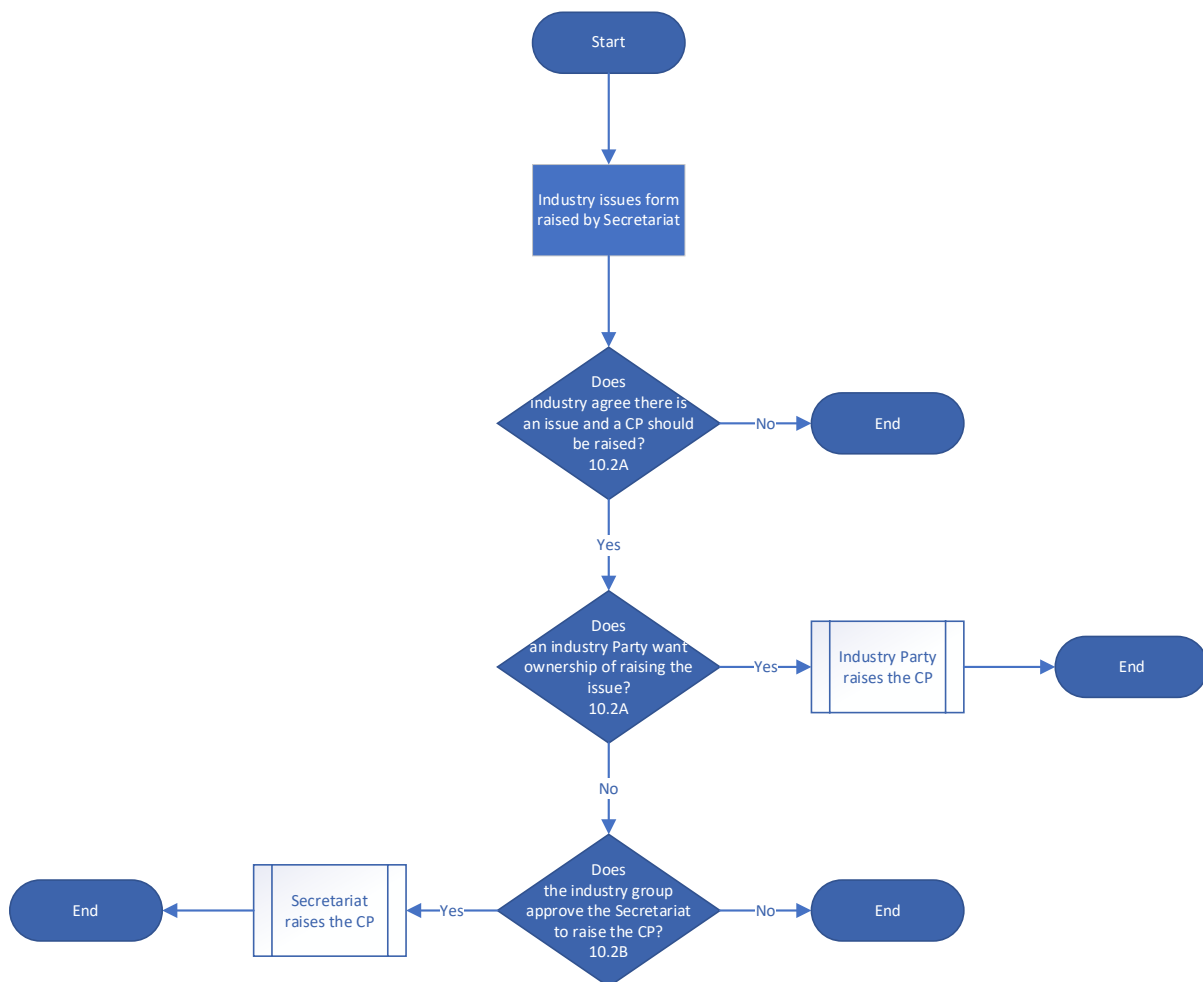 Start
Industry issues form
raised by Secretariat
Does
industry agree there is
an issue and a CP should
be raised?
10.2A
No
End
Yes
Does
an industry Party want
ownership of raising the
issue?
10.2A
Yes
Industry Party
raises the CP
End
No
End
Secretariat
raises the CP
Yes
Does
the industry group
approve the Secretariat
to raise the CP?
10.2B
No
End